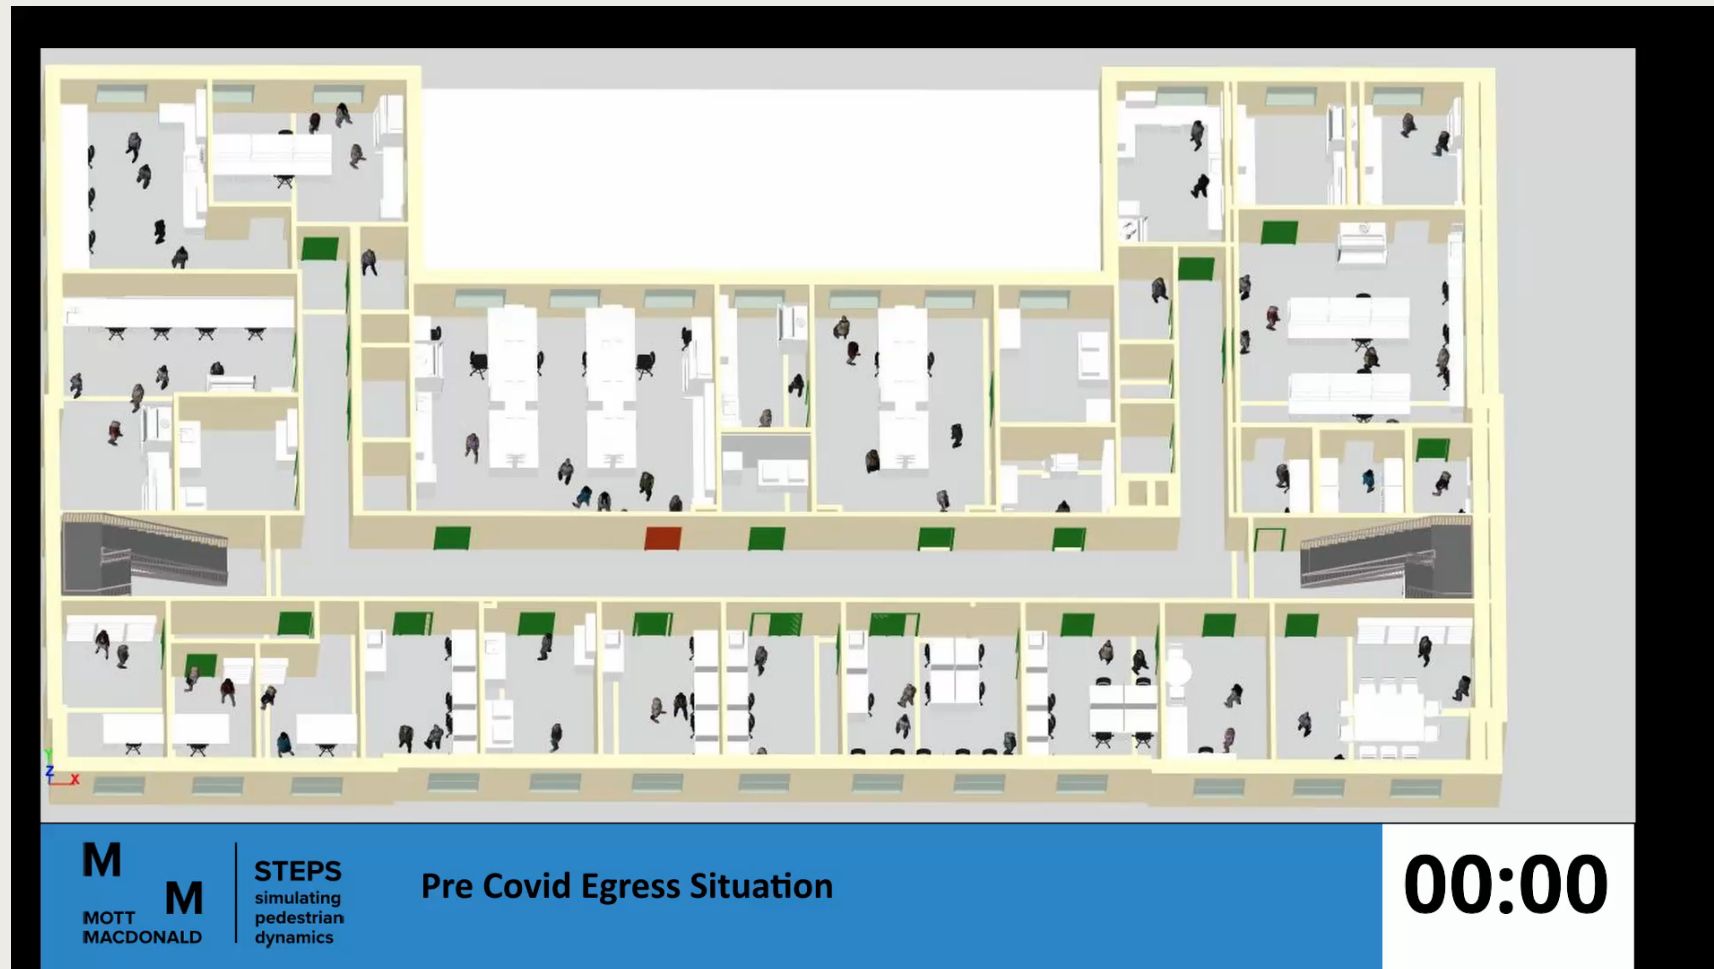 Y
Z
X
M
M
MOTT
MACDONALD
STEPS
simulating
pedestrian
dynamics
Pre Covid Egress Situation
00:00